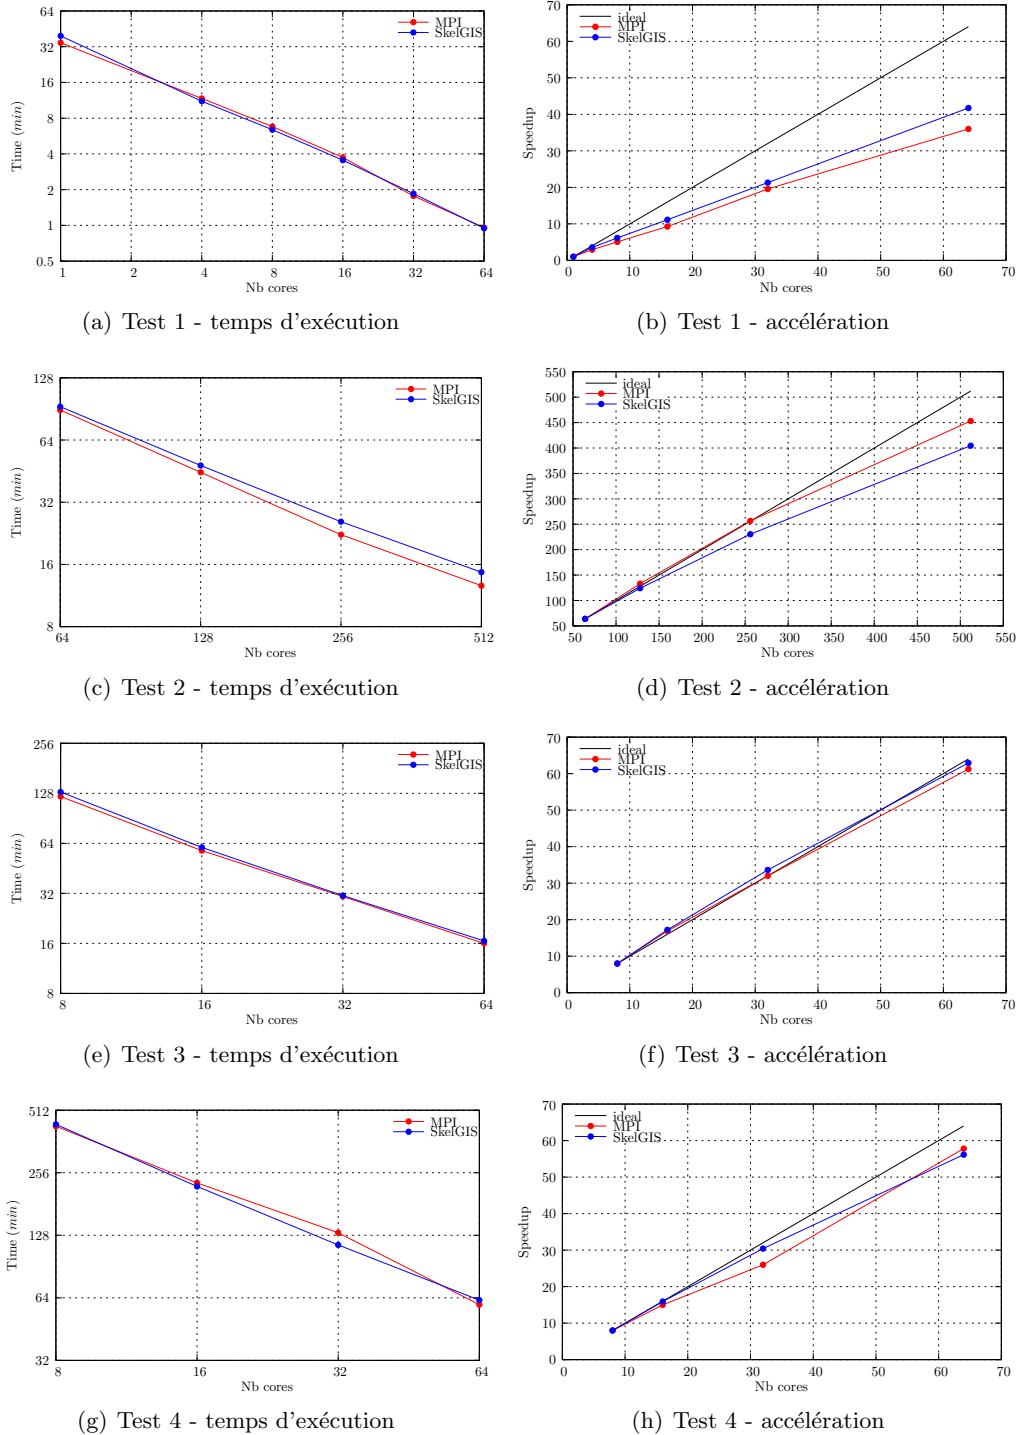 64
32
16
8
4
2
1
0.5
Time (min)
1 2 4 8 16 32 64
Nb cores
MPI
SkelGIS
(a) Test 1 - temps d'exécution
70
60
50
40
30
20
10
0
Speedup
0 10 20 30 40 50 60 70
Nb cores
ideal
MPI
SkelGIS
(b) Test 1 - accélération
128
64
32
16
8
Time (min)
64 128 256 512
Nb cores
MPI
SkelGIS
(c) Test 2 - temps d'exécution
550
500
450
400
350
300
250
200
150
100
50
Speedup
50 100 150 200 250 300 350 400 450 500 550
Nb cores
ideal
MPI
SkelGIS
(d) Test 2 - accélération
256
128
64
32
16
8
Time (min)
8 16 32 64
Nb cores
MPI
SkelGIS
(e) Test 3 - temps d'exécution
70
60
50
40
30
20
10
0
Speedup
0 10 20 30 40 50 60 70
Nb cores
ideal
MPI
SkelGIS
(f) Test 3 - accélération
512
256
128
64
32
Time (min)
8 16 32 64
Nb cores
MPI
SkelGIS
(g) Test 4 - temps d'exécution
70
60
50
40
30
20
10
0
Speedup
0 10 20 30 40 50 60 70
Nb cores
ideal
MPI
SkelGIS
(h) Test 4 - accélération